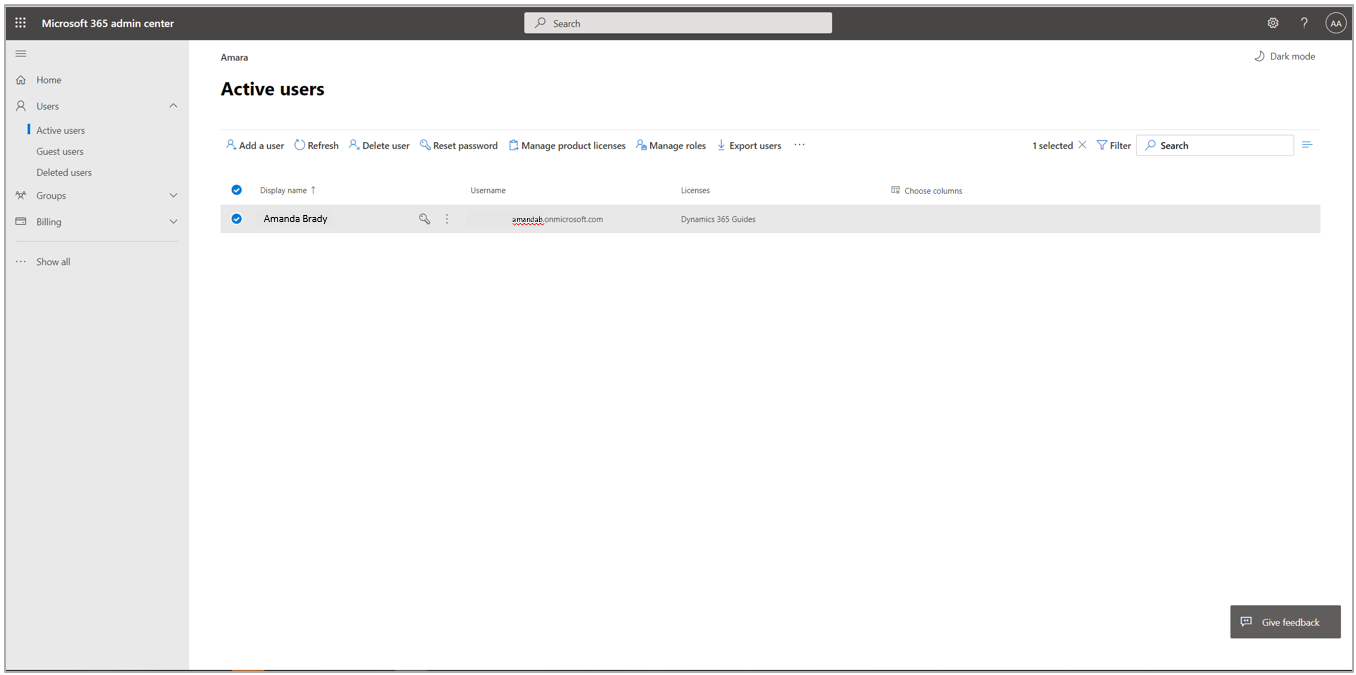 Microsoft 365 admin center
Search
?
AA
Amara
Dark mode
Home
Users
Active users
Guest users
Deleted users
Groups
Billing
Show all
Active users
Add a user Refresh Delete user Reset password Manage product licenses Manage roles Export users ··· 1 selected Filter Search
Display name ↑ Username Licenses Choose columns
Amanda Brady amandab.onmicrosoft.com Dynamics 365 Guides
Give feedback